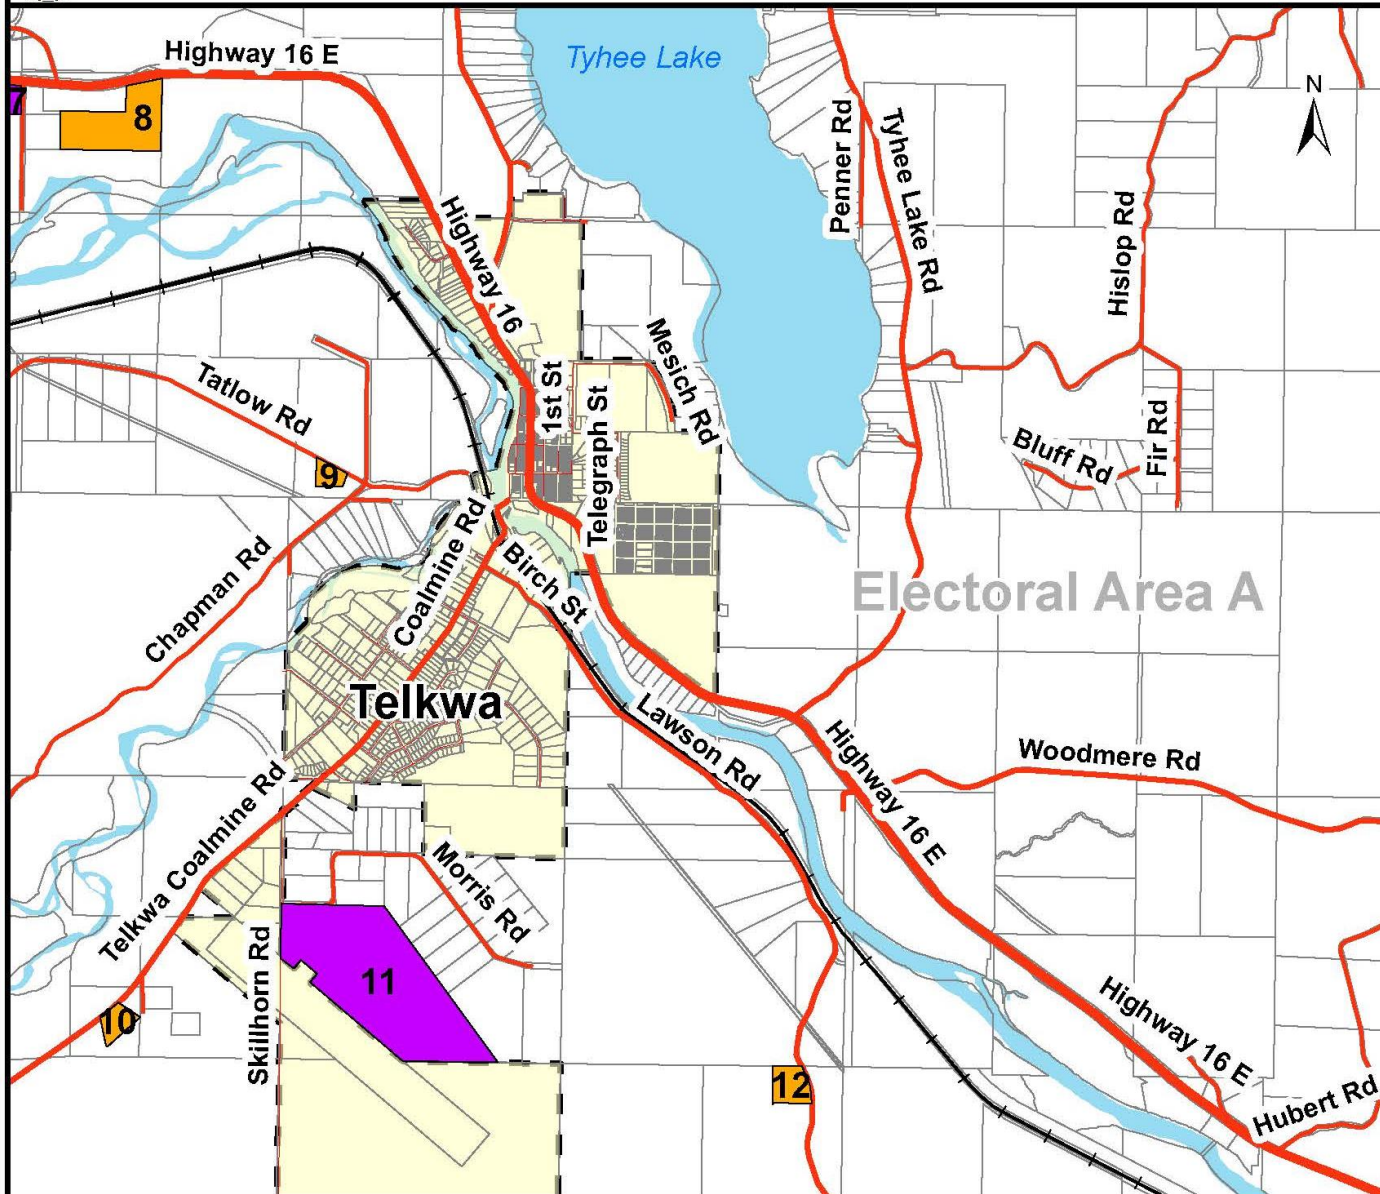 Highway 16 E
Tyhee Lake
N
7
8
Penner Rd
Tyhee Lake Rd
Hislop Rd
Highway 16
Mesich Rd
1st St
Tatlow Rd
Telegraph St
Bluff Rd
Fir Rd
9
Coalmine Rd
Chapman Rd
Birch St
Electoral Area A
Telkwa
Lawson Rd
Highway 16 E
Woodmere Rd
Telkwa Coalmine Rd
Morris Rd
Skillhorn Rd
11
10
Highway 16 E
12
Hubert Rd